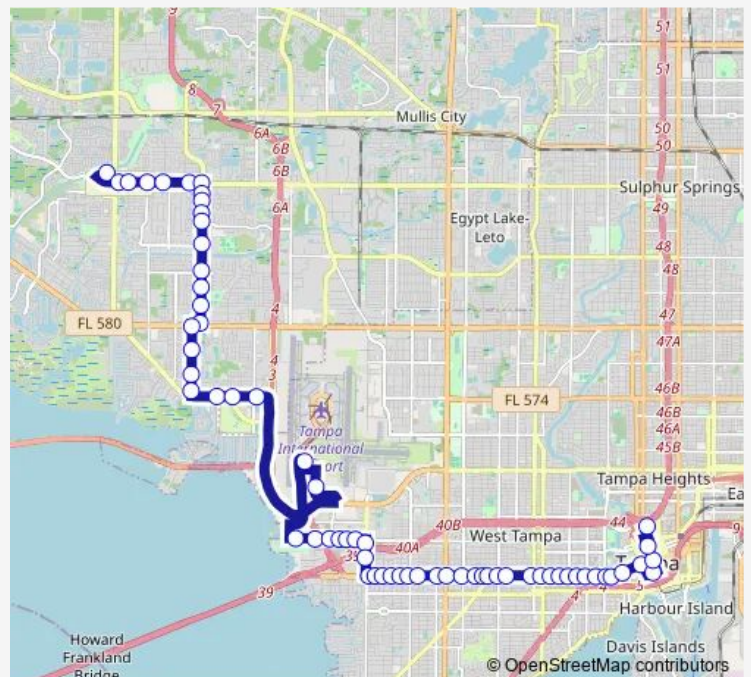 9
51
51
8
7
Mullis City
50
50
6A
6B
6B
Sulphur Springs
6A
49
Egypt Lake-
Leto
48
48
4
47
FL 580
47A
4
3
46B
FL 574
46B
46A
45B
Tampa
International
Tampa Heights
44
40B
West Tampa
40A
39
Harbour Island
Howard
Frankland
Bridge
Davis Islands
© OpenStreetMap contributors